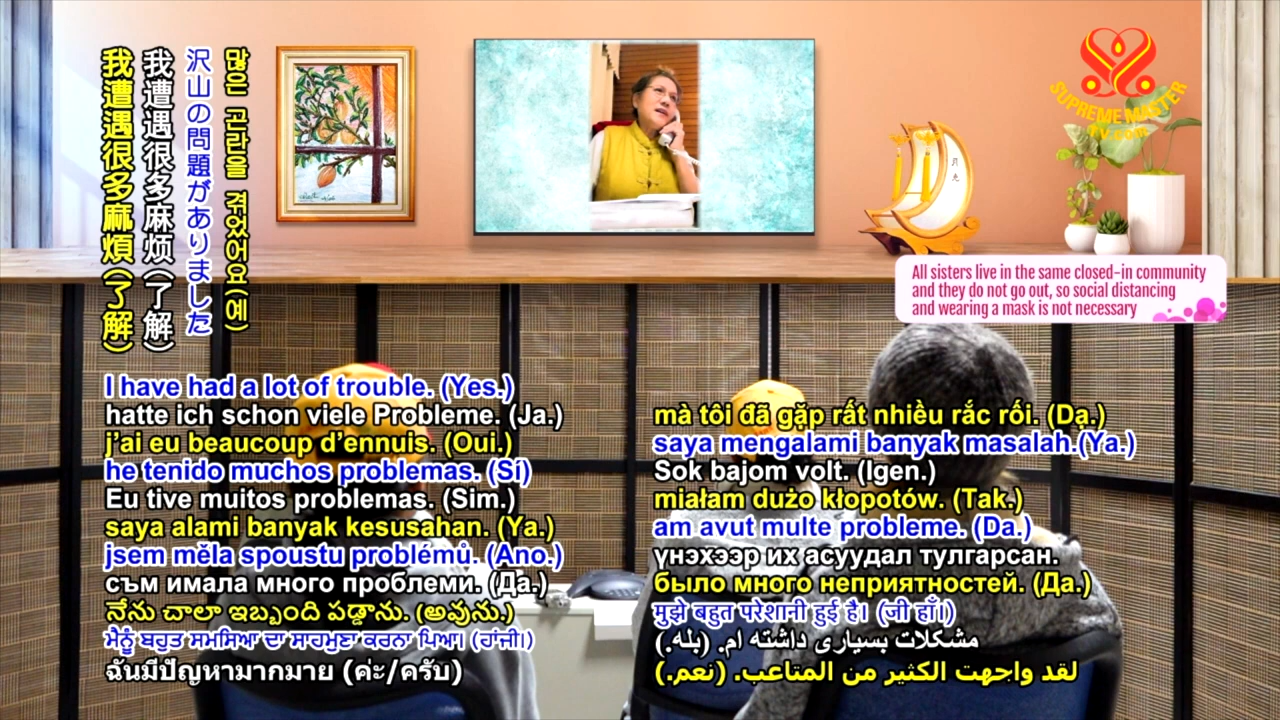 많은 곤란을 겪었어요(예)
沢山の問題がありました
我遭遇很多麻烦(了解)
我遭遇很多麻煩(了解)
SUPREME MASTER
TV.com
月光
All sisters live in the same closed-in community
and they do not go out, so social distancing
and wearing a mask is not necessary
I have had a lot of trouble. (Yes.)
hatte ich schon viele Probleme. (Ja.)
j’ai eu beaucoup d’ennuis. (Oui.)
he tenido muchos problemas. (Sí)
Eu tive muitos problemas. (Sim.)
saya alami banyak kesusahan. (Ya.)
jsem měla spoustu problémů. (Ano.)
съм имала много проблеми. (Да.)
నేను చాలా ఇబ్బంది పడ్డాను. (అవును.)
ਮੈਨੂੰ ਬਹੁਤ ਸਮਸਿਆ ਦਾ ਸਾਹਮੁਣਾ ਕਰਨਾ ਪਿਆ। (ਹਾਂਜੀ।)
ฉันมีปัญหามากมาย (ค่ะ/ครับ)
mà tôi đã gặp rất nhiều rắc rối. (Dạ.)
saya mengalami banyak masalah.(Ya.)
Sok bajom volt. (Igen.)
miałam dużo kłopotów. (Tak.)
am avut multe probleme. (Da.)
үнэхээр их асуудал тулгарсан.
было много неприятностей. (Да.)
मुझे बहुत परेशानी हुई है। (जी हाँ।)
مشکلات بسیاری داشته ام. (بله.)
لقد واجهت الكثير من المتاعب. (نعم.)